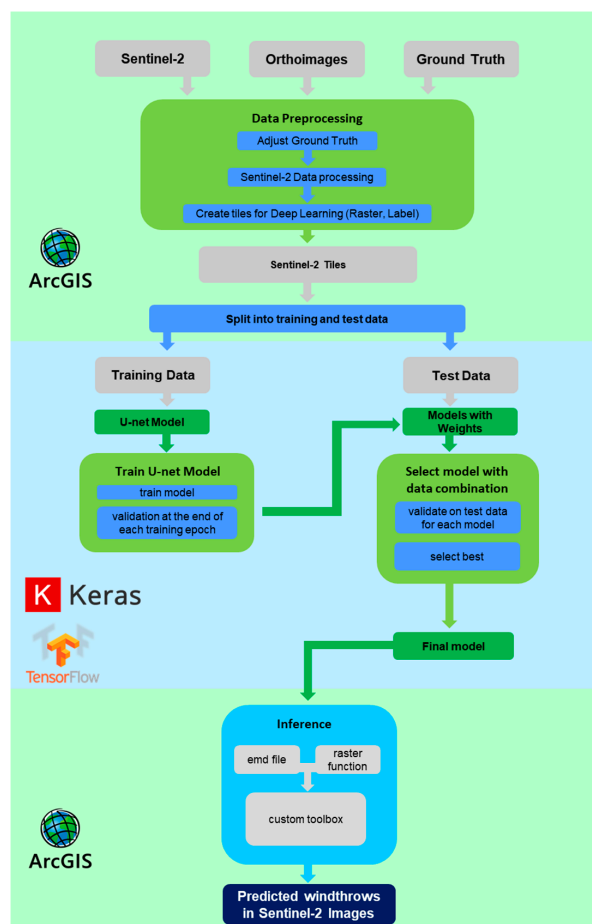 Sentinel-2
Orthoimages
Ground Truth
Data Preprocessing
Adjust Ground Truth
Sentinel-2 Data processing
Create tiles for Deep Learning (Raster, Label)
Sentinel-2 Tiles
ArcGIS
Split into training and test data
Training Data
Test Data
U-net Model
Models with
Weights
Train U-net Model
train model
validation at the end of
each training epoch
Select model with
data combination
validate on test data
for each model
select best
K Keras
TensorFlow
Final model
Inference
emd file
raster
function
custom toolbox
ArcGIS
Predicted windthrows
in Sentinel-2 Images